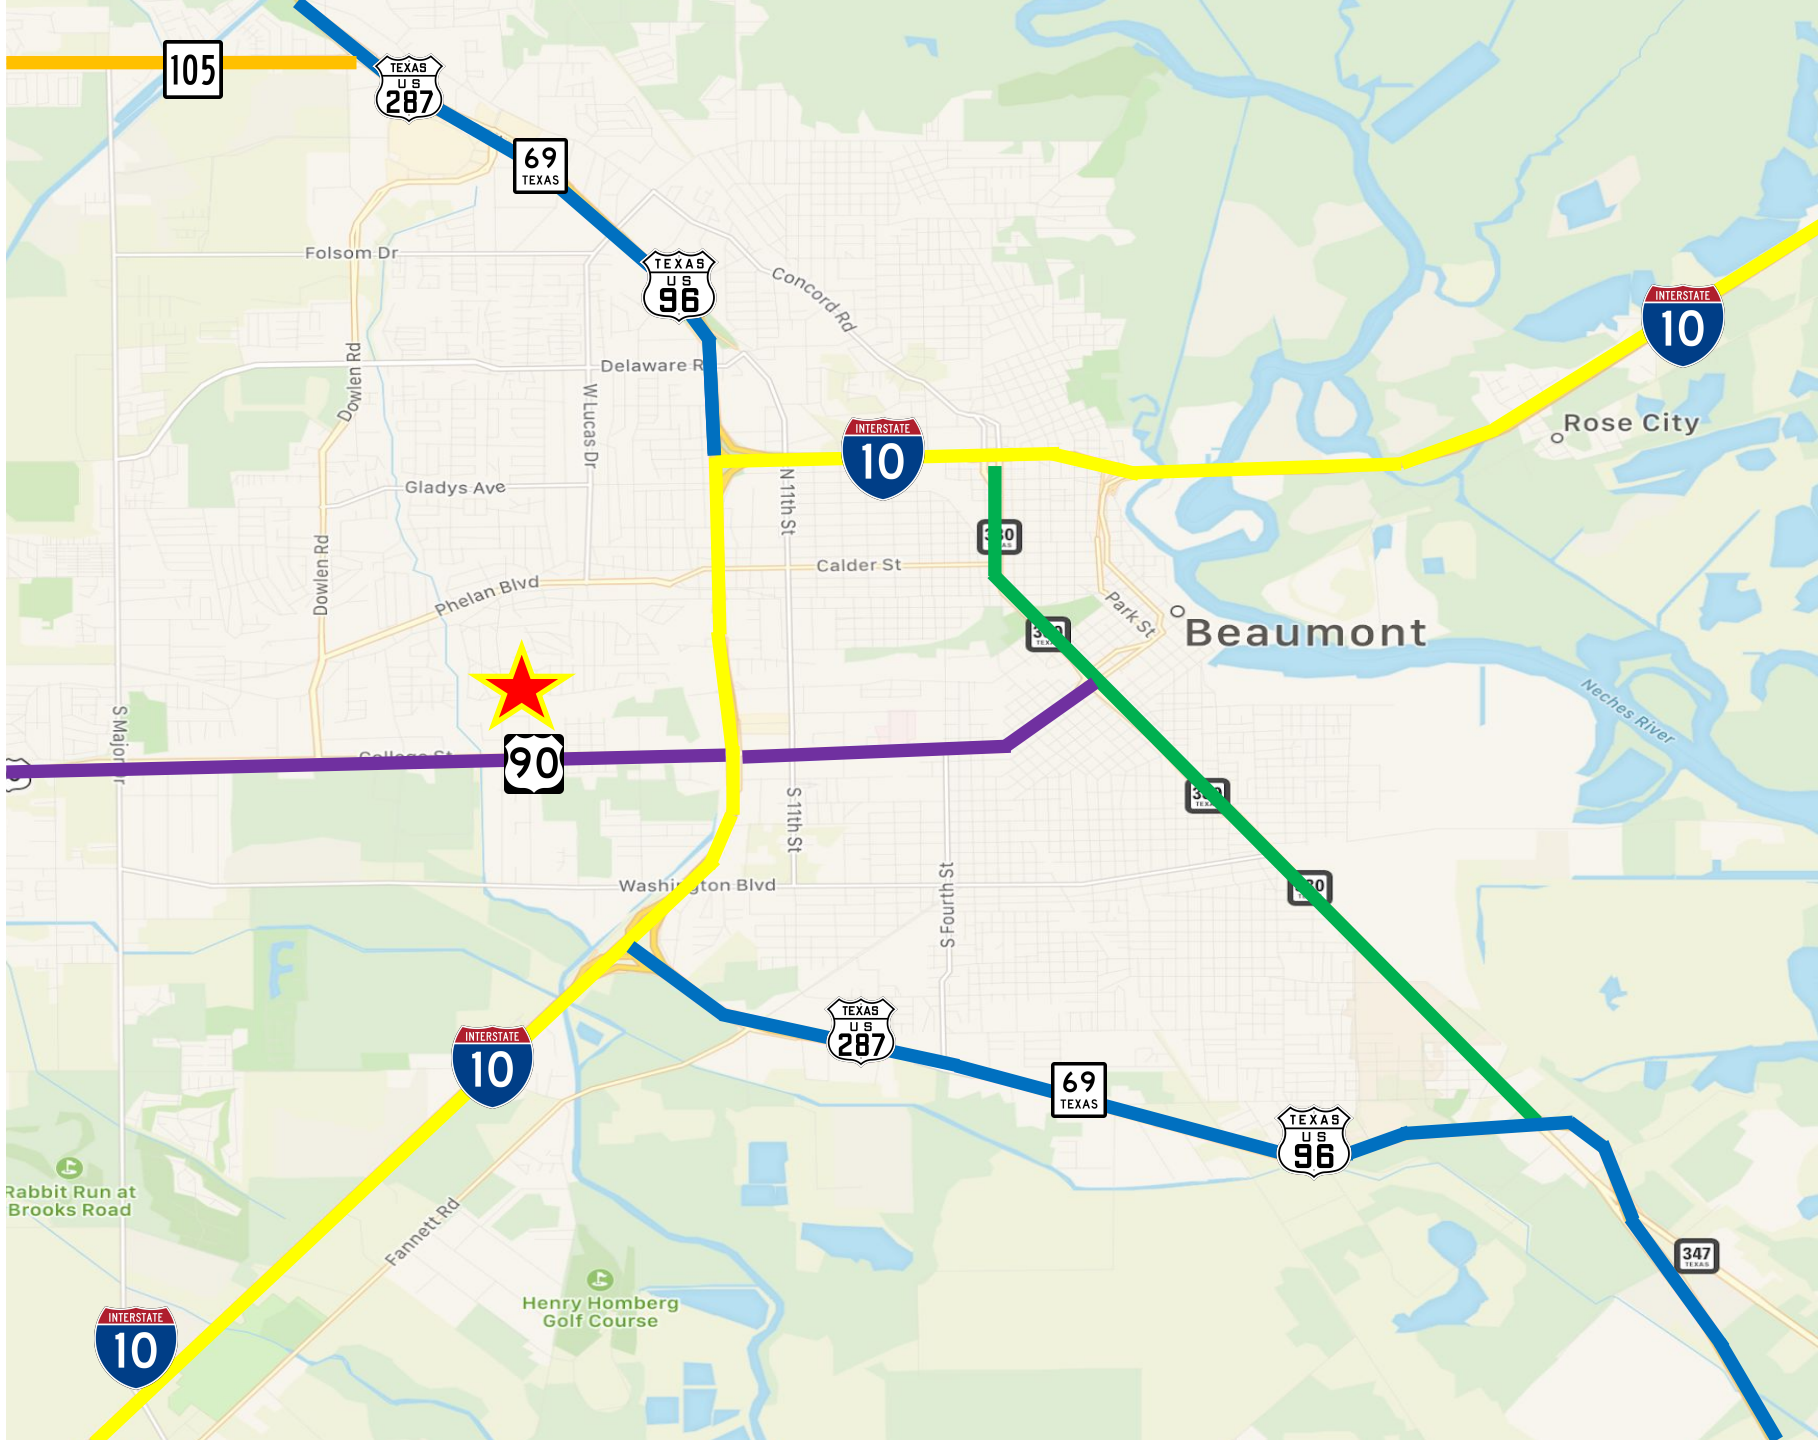 105
TEXAS
US
287
69
TEXAS
Folsom Dr
TEXAS
US
96
Concord Rd
INTERSTATE
10
Delaware R
Dowlen Rd
W Lucas Dr
Rose City
INTERSTATE
10
Gladys Ave
N 11th St
Dowlen Rd
Calder St
Phelan Blvd
Park St
Beaumont
Neches River
S Major Dr
90
S 11th St
Washington Blvd
S Fourth St
TEXAS
US
287
INTERSTATE
10
69
TEXAS
TEXAS
US
96
Rabbit Run at
Brooks Road
Fannett Rd
347
TEXAS
Henry Homberg
Golf Course
INTERSTATE
10